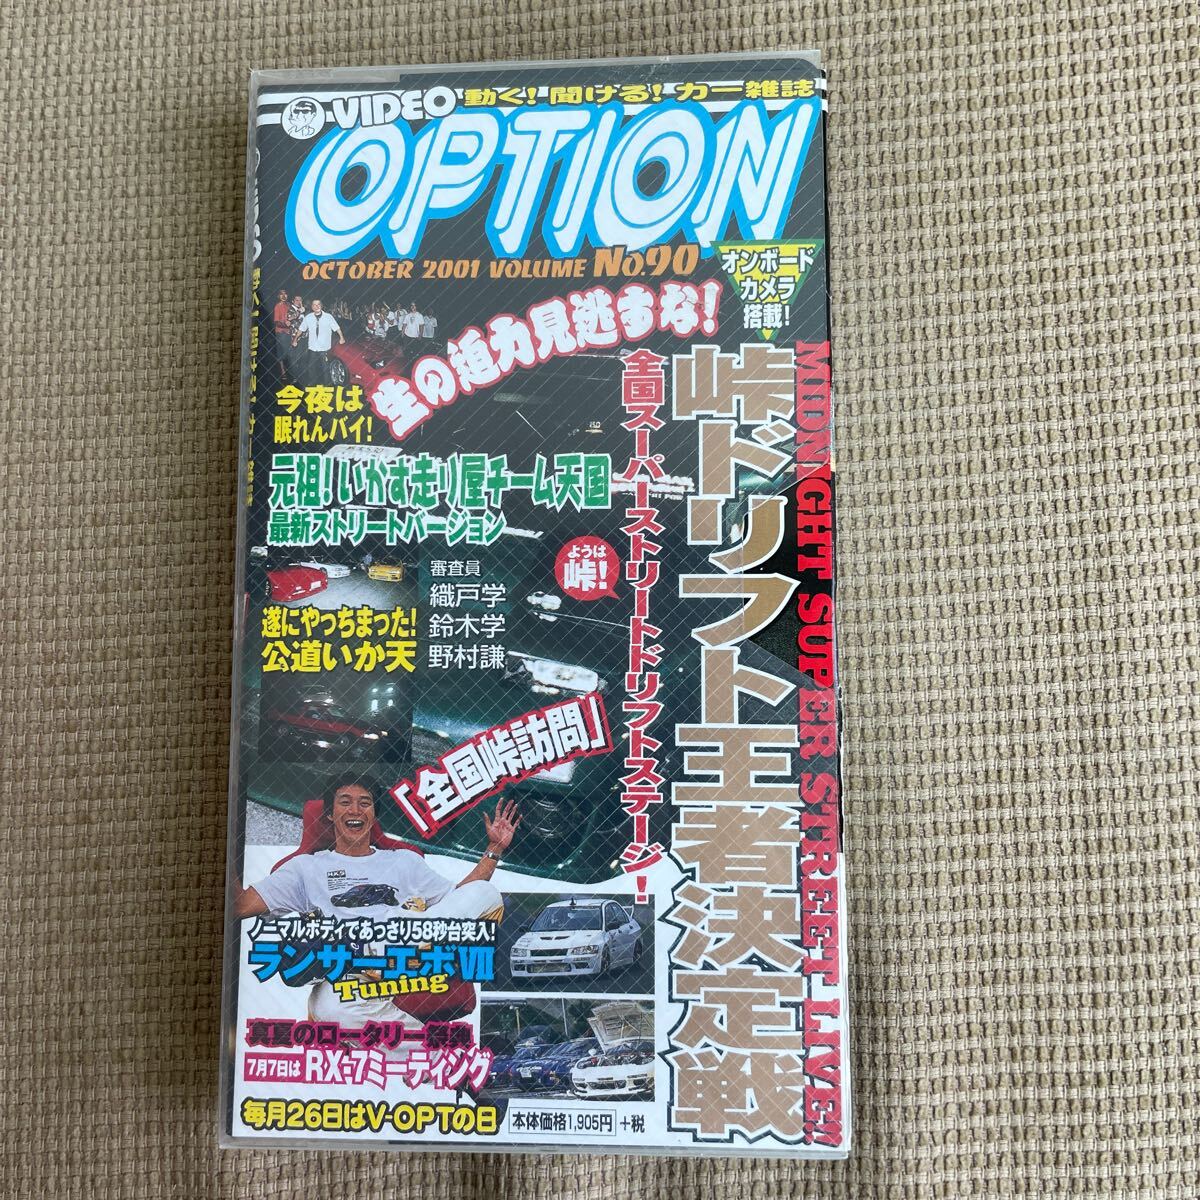 VIDEO 動く!聞ける!カー雑誌
OPTION
OCTOBER 2001 VOLUME No.90
オンボード
カメラ
搭載!
生の迫力見逃すな!
今夜は
眠れんバイ!
元祖!いかす走り屋チーム天国
最新ストリートバージョン
ようは
峠!
審査員
織戸学
鈴木学
野村謙
遂にやっちまった!
公道いか天
「全国峠訪問」
全国スーパーストリートドリフトステージ!
峠ドリフト王者決定戦
MIDNIGHT SUPER STREET LIVE!!
HKS
ノーマルボディであっさり58秒台突入!
ランサーエボVII
Tuning
真夏のロータリー祭典
7月7日は RX-7ミーティング
毎月26日はV-OPTの日
本体価格1,905円 +税